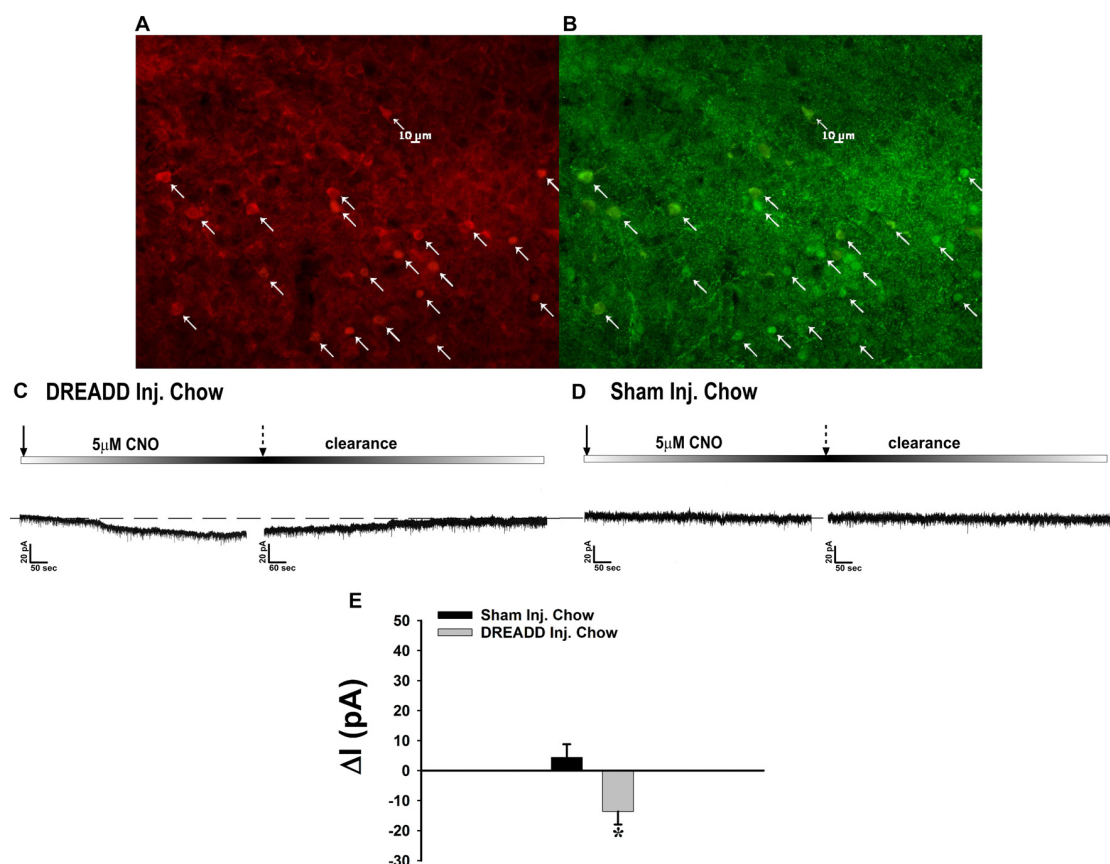 A
B
10 µm
10 µm
C DREADD Inj. Chow
D Sham Inj. Chow
5µM CNO clearance
5µM CNO clearance
20 pA
50 sec
20 pA
60 sec
20 pA
50 sec
20 pA
60 sec
E
Sham Inj. Chow
DREADD Inj. Chow
ΔI (pA)
50
40
30
20
10
0
-10
-20
-30
*